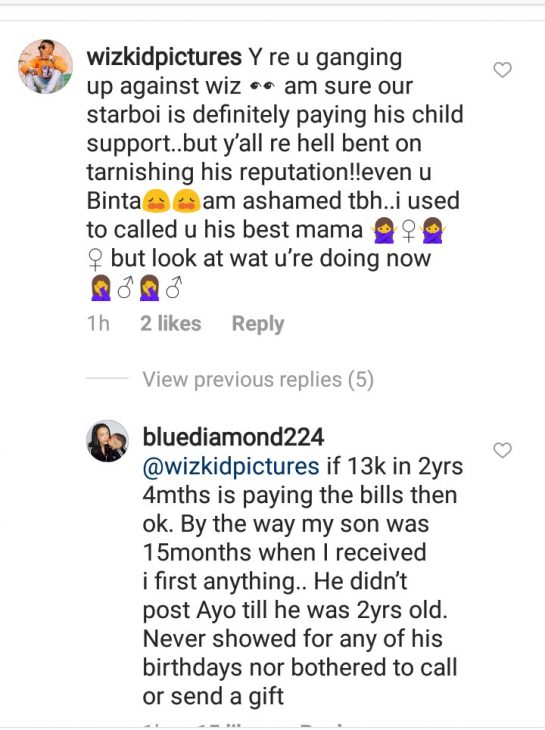 wizkidpictures Y re u ganging
up against wiz 👀 am sure our
starboi is definitely paying his child
support..but y'all re hell bent on
tarnishing his reputation!!even u
Binta😩😩am ashamed tbh..i used
to called u his best mama 🙅♀🙅
♀ but look at wat u're doing now
🤦♂🤦♂
1h 2 likes Reply
View previous replies (5)
bluediamond224
@wizkidpictures if 13k in 2yrs
4mths is paying the bills then
ok. By the way my son was
15months when I received
i first anything.. He didn't
post Ayo till he was 2yrs old.
Never showed for any of his
birthdays nor bothered to call
or send a gift